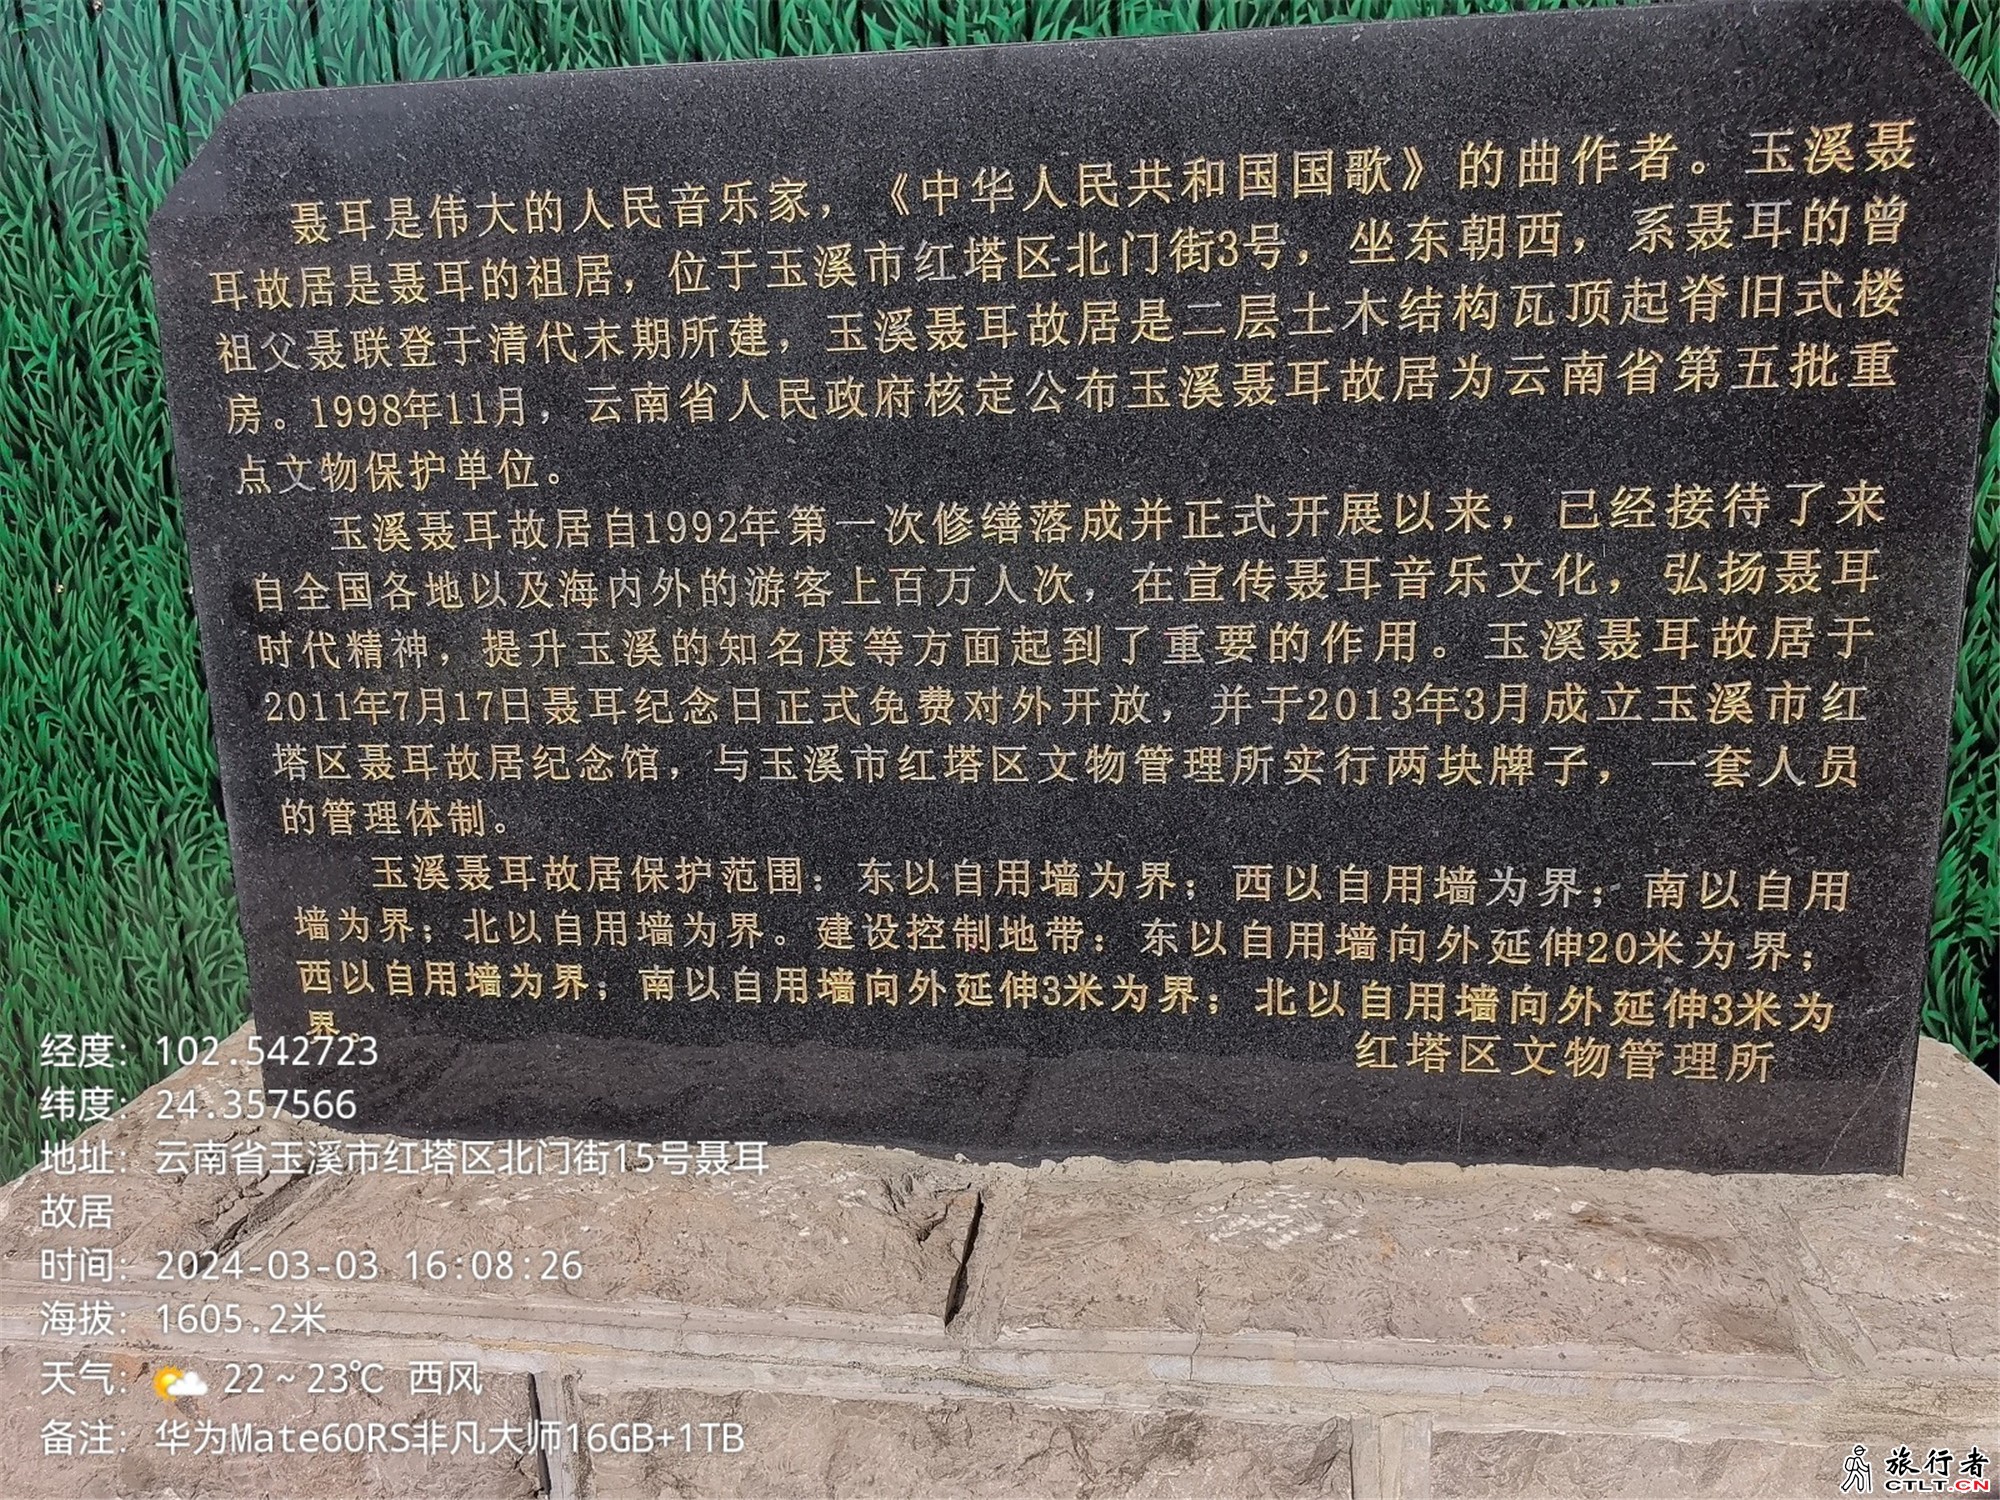 聂耳是伟大的人民音乐家，《中华人民共和国国歌》的曲作者。玉溪聂
耳故居是聂耳的祖居，位于玉溪市红塔区北门街3号，坐东朝西，系聂耳的曾
祖父聂联登于清代末期所建，玉溪聂耳故居是二层土木结构瓦顶起脊旧式楼
房。1998年11月，云南省人民政府核定公布玉溪聂耳故居为云南省第五批重
点文物保护单位。
玉溪聂耳故居自1992年第一次修缮落成并正式开展以来，已经接待了来
自全国各地以及海内外的游客上百万人次，在宣传聂耳音乐文化，弘扬聂耳
时代精神，提升玉溪的知名度等方面起到了重要的作用。玉溪聂耳故居于
2011年7月17日聂耳纪念日正式免费对外开放，并于2013年3月成立玉溪市红
塔区聂耳故居纪念馆，与玉溪市红塔区文物管理所实行两块牌子，一套人员
的管理体制。
玉溪聂耳故居保护范围：东以自用墙为界；西以自用墙为界；南以自用
墙为界；北以自用墙为界。建设控制地带：东以自用墙向外延伸20米为界；
西以自用墙为界；南以自用墙向外延伸3米为界；北以自用墙向外延伸3米为
界。
红塔区文物管理所
经度：102.542723
纬度：24.357566
地址：云南省玉溪市红塔区北门街15号聂耳
故居
时间：2024-03-03 16:08:26
海拔：1605.2米
天气：22~23℃ 西风
备注：华为Mate60RS非凡大师16GB+1TB
旅行者
CTLT.CN